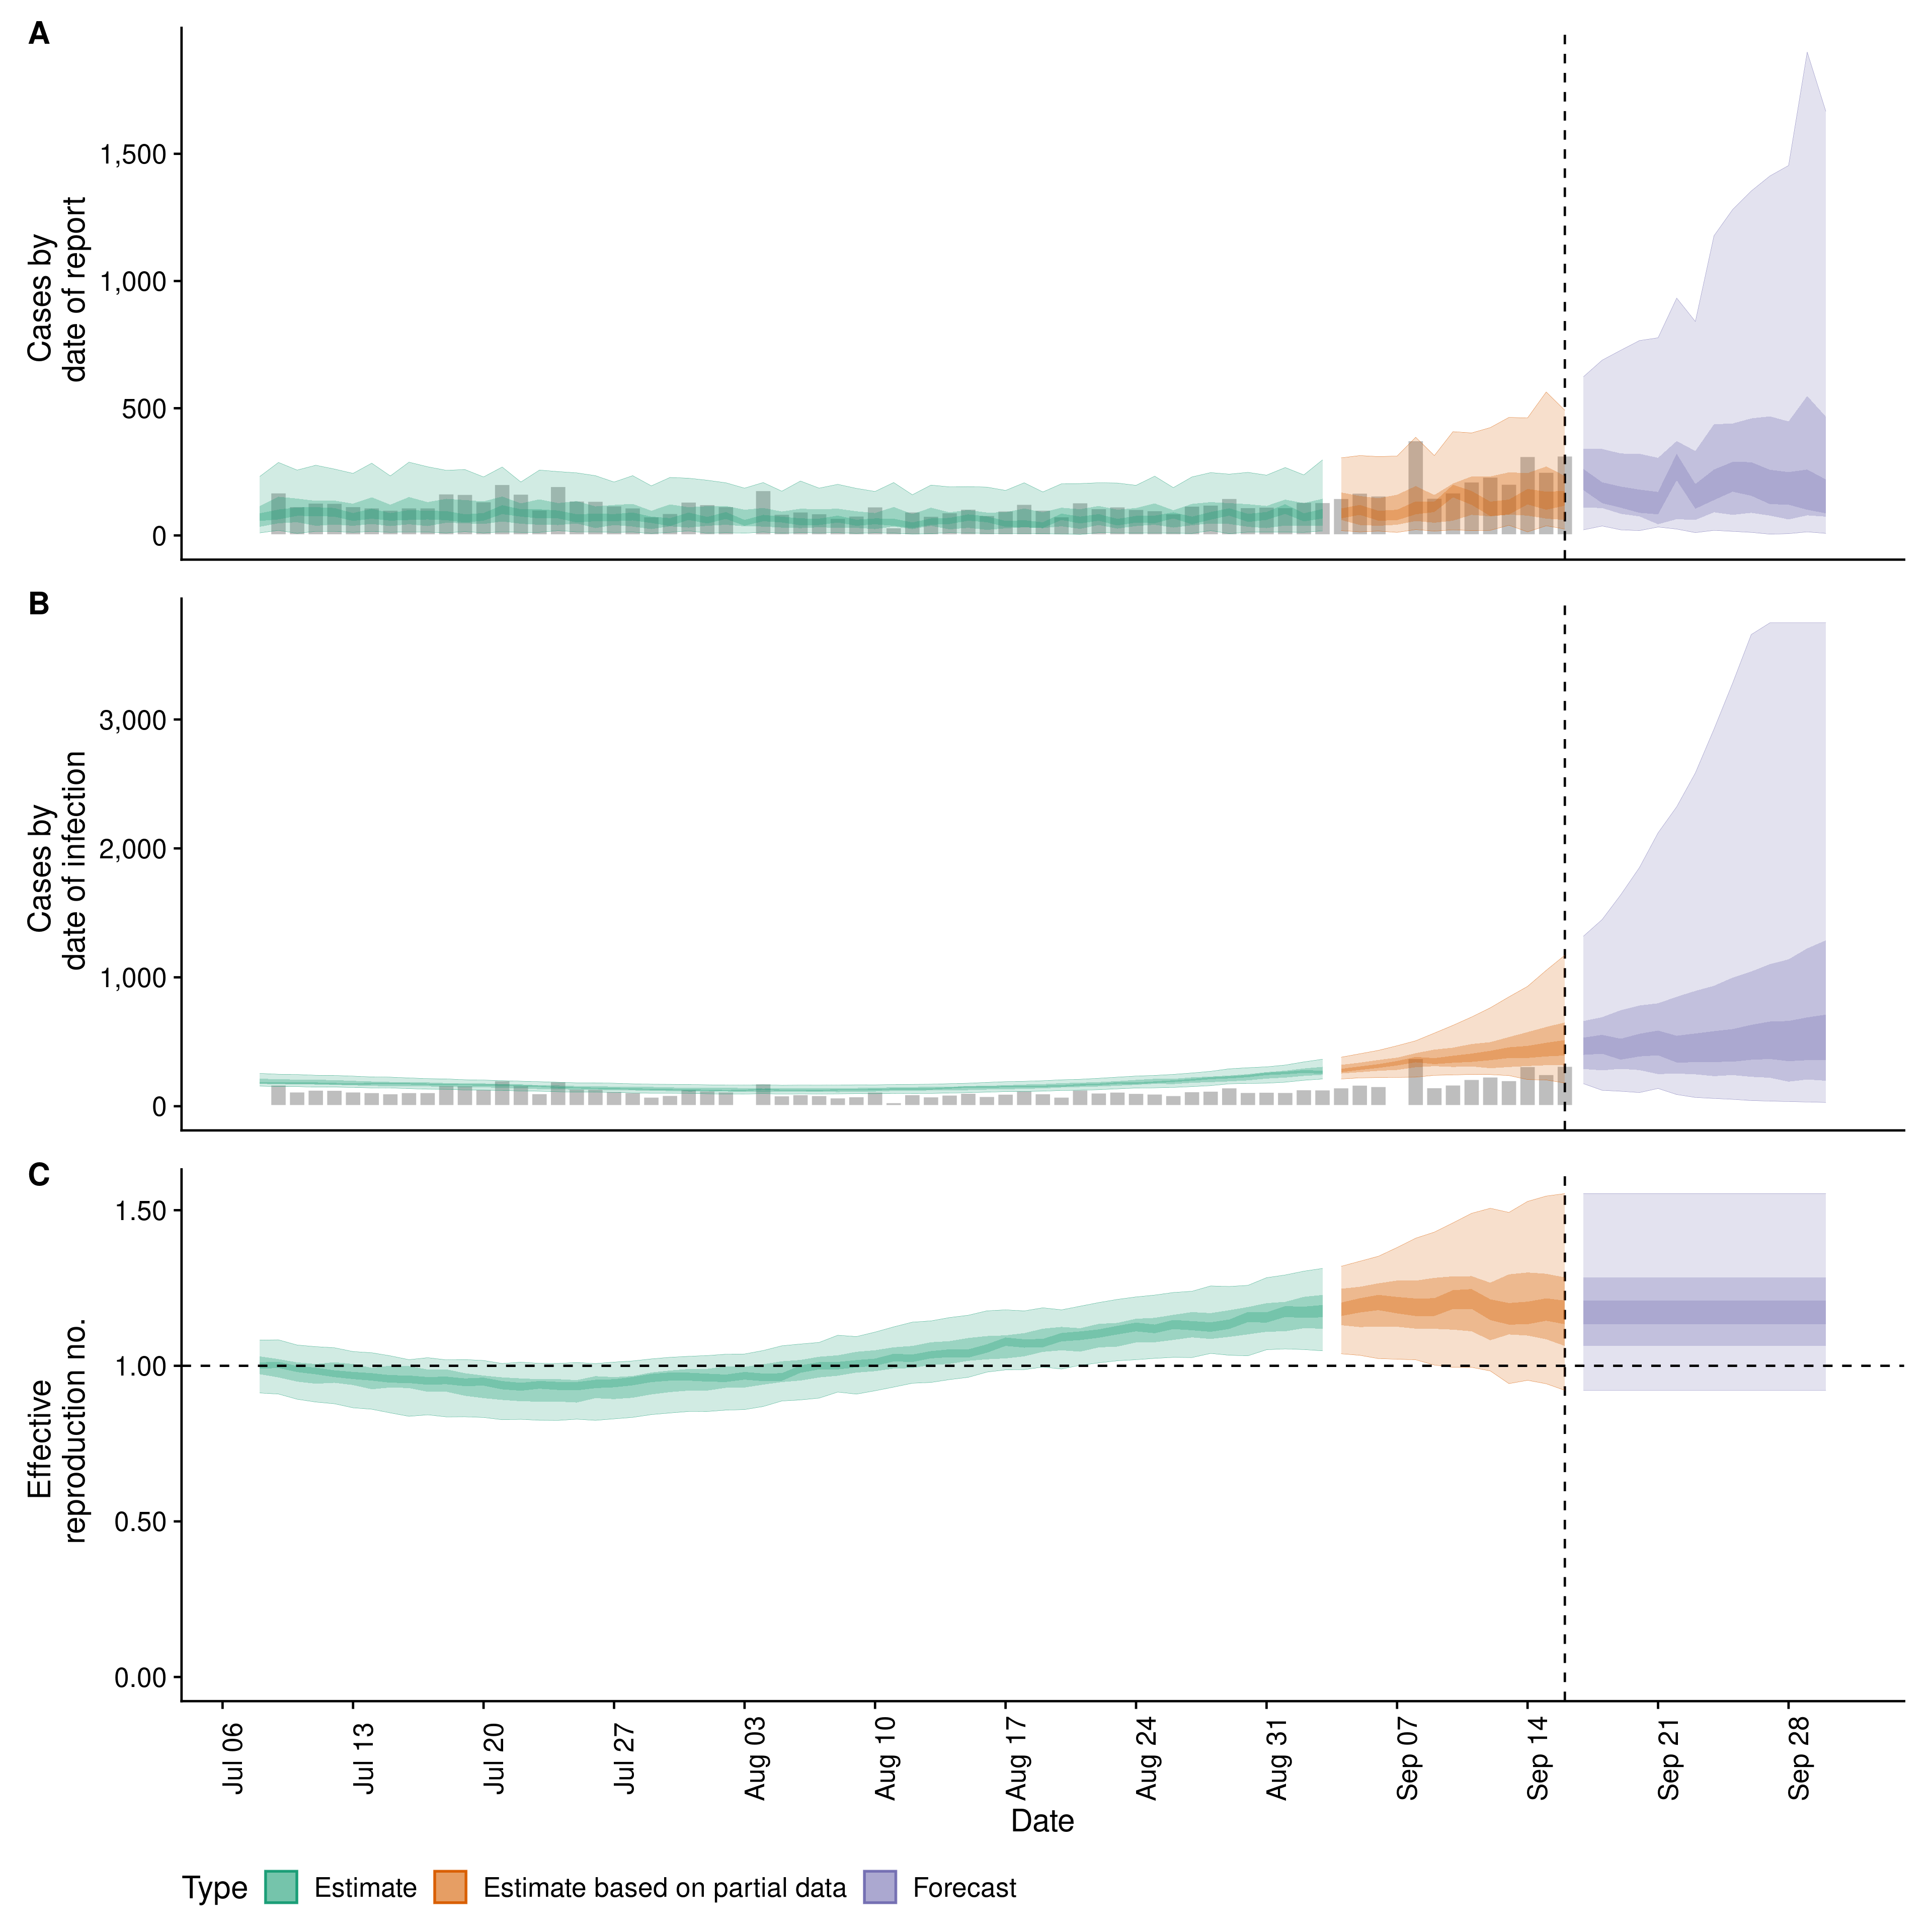 A
Cases by
date of report
1,500
1,000
500
0
B
Cases by
date of infection
3,000
2,000
1,000
0
C
Effective
reproduction no.
1.50
1.00
0.50
0.00
Jul 06
Jul 13
Jul 20
Jul 27
Aug 03
Aug 10
Aug 17
Aug 24
Aug 31
Sep 07
Sep 14
Sep 21
Sep 28
Date
Type Estimate Estimate based on partial data Forecast